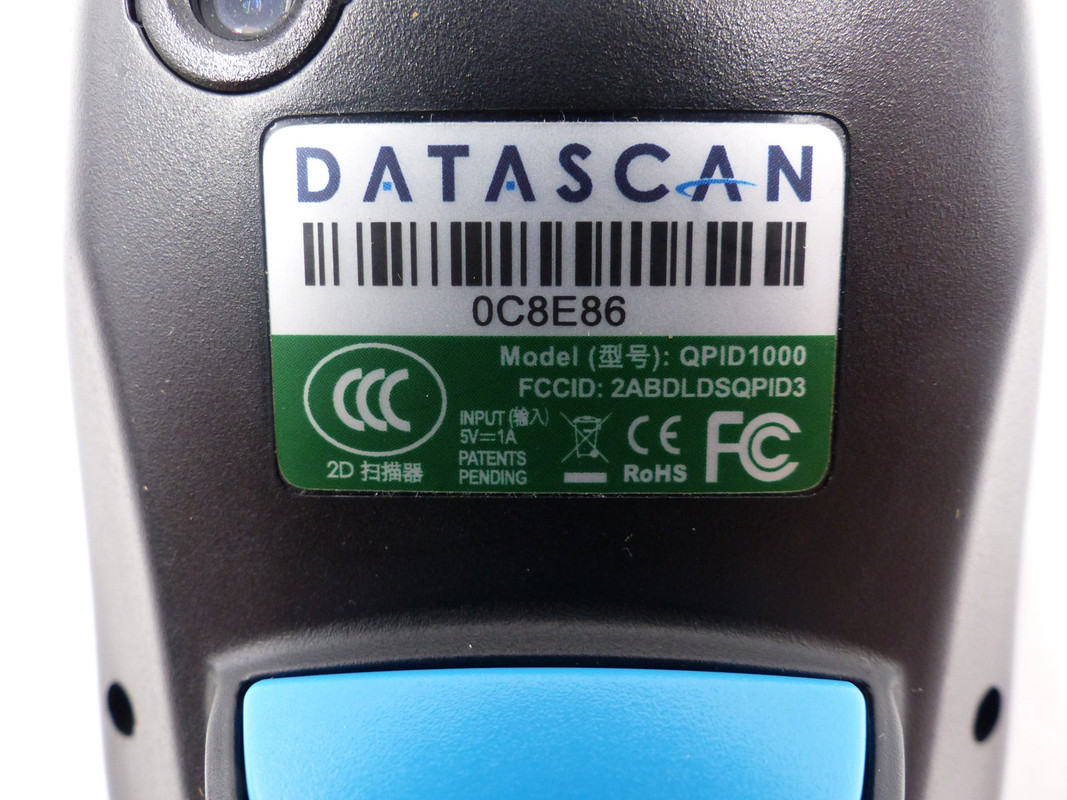 DATASCAN
0C8E86
Model (型号): QPID1000
FCCID: 2ABDLDSQPID3
CCC
2D 扫描器
INPUT (输入)
5V⎓1A
PATENTS
PENDING
CE
RoHS
FC